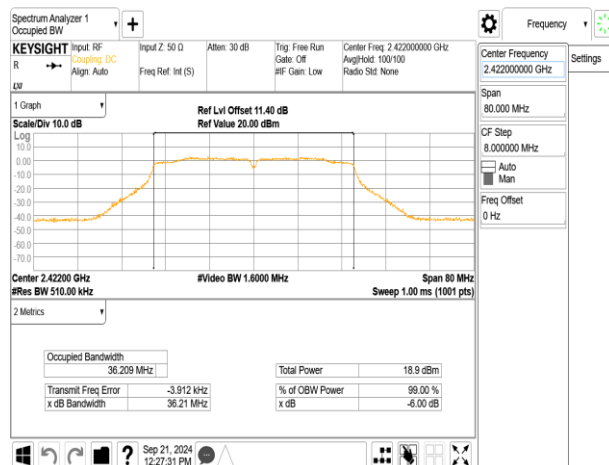 Spectrum Analyzer 1
Occupied BW
Frequency
KEYSIGHT
R
LXI
Input: RF
Coupling: DC
Align: Auto
Input Z: 50 Ω
Freq Ref: Int (S)
Atten: 30 dB
Trig: Free Run
Gate: Off
#IF Gain: Low
Center Freq: 2.422000000 GHz
Avg|Hold: 100/100
Radio Std: None
Center Frequency
2.422000000 GHz
Settings
Span
80.000 MHz
CF Step
8.000000 MHz
Auto
Man
Freq Offset
0 Hz
1 Graph
Scale/Div 10.0 dB
Ref Lvl Offset 11.40 dB
Ref Value 20.00 dBm
Log
10.0
0.00
-10.0
-20.0
-30.0
-40.0
-50.0
-60.0
-70.0
Center 2.42200 GHz
#Res BW 510.00 kHz
#Video BW 1.6000 MHz
Span 80 MHz
Sweep 1.00 ms (1001 pts)
2 Metrics
Occupied Bandwidth
36.209 MHz
Transmit Freq Error -3.912 kHz
x dB Bandwidth 36.21 MHz
Total Power 18.9 dBm
% of OBW Power 99.00 %
x dB -6.00 dB
Sep 21, 2024
12:27:31 PM